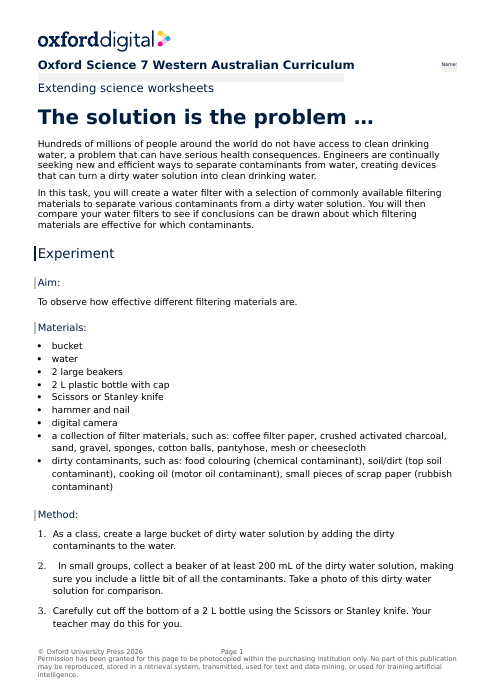 oxforddigital
Oxford Science 7 Western Australian Curriculum
Name:
Extending science worksheets
The solution is the problem …
Hundreds of millions of people around the world do not have access to clean drinking
water, a problem that can have serious health consequences. Engineers are continually
seeking new and efficient ways to separate contaminants from water, creating devices
that can turn a dirty water solution into clean drinking water.
In this task, you will create a water filter with a selection of commonly available filtering
materials to separate various contaminants from a dirty water solution. You will then
compare your water filters to see if conclusions can be drawn about which filtering
materials are effective for which contaminants.
Experiment
Aim:
To observe how effective different filtering materials are.
Materials:
• bucket
• water
• 2 large beakers
• 2 L plastic bottle with cap
• Scissors or Stanley knife
• hammer and nail
• digital camera
• a collection of filter materials, such as: coffee filter paper, crushed activated charcoal,
sand, gravel, sponges, cotton balls, pantyhose, mesh or cheesecloth
• dirty contaminants, such as: food colouring (chemical contaminant), soil/dirt (top soil
contaminant), cooking oil (motor oil contaminant), small pieces of scrap paper (rubbish
contaminant)
Method:
1. As a class, create a large bucket of dirty water solution by adding the dirty
contaminants to the water.
2. In small groups, collect a beaker of at least 200 mL of the dirty water solution, making
sure you include a little bit of all the contaminants. Take a photo of this dirty water
solution for comparison.
3. Carefully cut off the bottom of a 2 L bottle using the Scissors or Stanley knife. Your
teacher may do this for you.
© Oxford University Press 2026 Page 1
Permission has been granted for this page to be photocopied within the purchasing institution only. No part of this publication
may be reproduced, stored in a retrieval system, transmitted, used for text and data mining, or used for training artificial
intelligence.